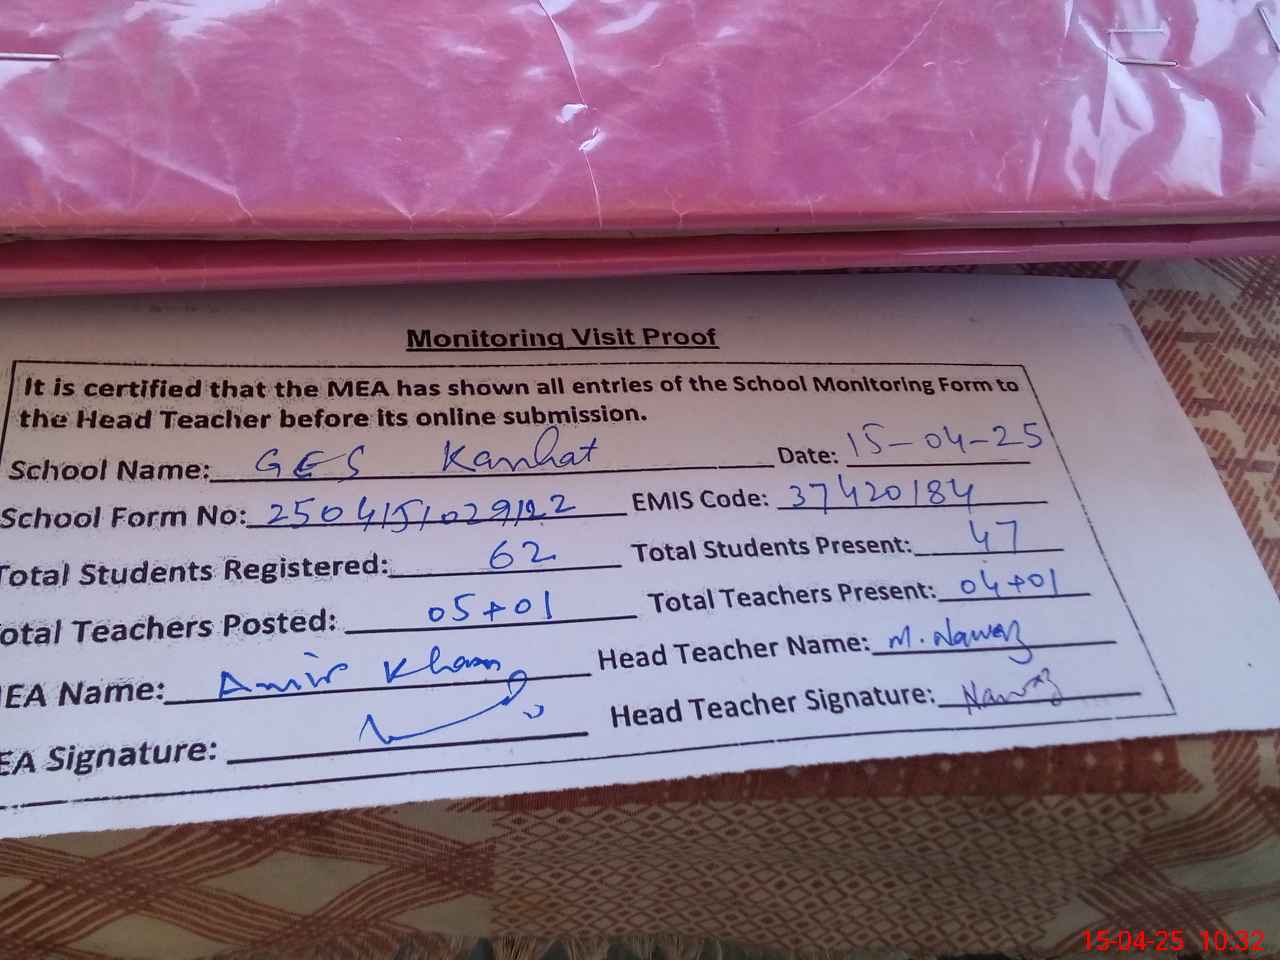 Monitoring Visit Proof
It is certified that the MEA has shown all entries of the School Monitoring Form to
the Head Teacher before its online submission.
School Name: GES Kanhat Date: 15-04-25
School Form No: EMIS Code: 37420184
Total Students Registered: 62 Total Students Present: 47
otal Teachers Posted: 05+01 Total Teachers Present: 04+01
EA Name: Amir Khan Head Teacher Name: M. Nawaz
EA Signature: Head Teacher Signature: Nawaz
15-04-25 10:32